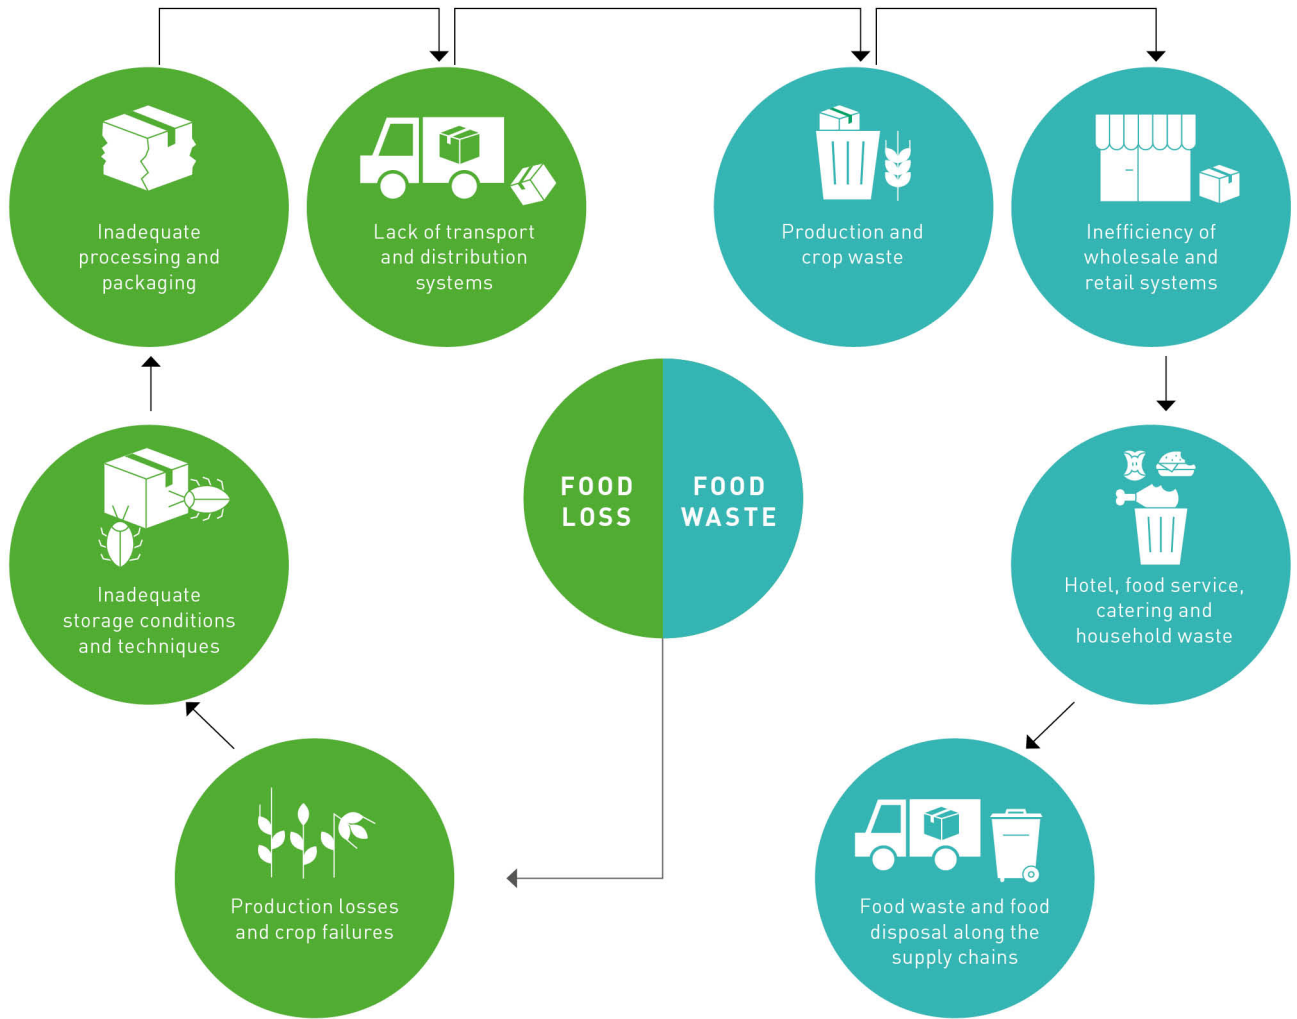 Inadequate
processing and
packaging
Lack of transport
and distribution
systems
Production and
crop waste
Inefficiency of
wholesale and
retail systems
FOOD
LOSS
FOOD
WASTE
Inadequate
storage conditions
and techniques
Hotel, food service,
catering and
household waste
Production losses
and crop failures
Food waste and food
disposal along the
supply chains